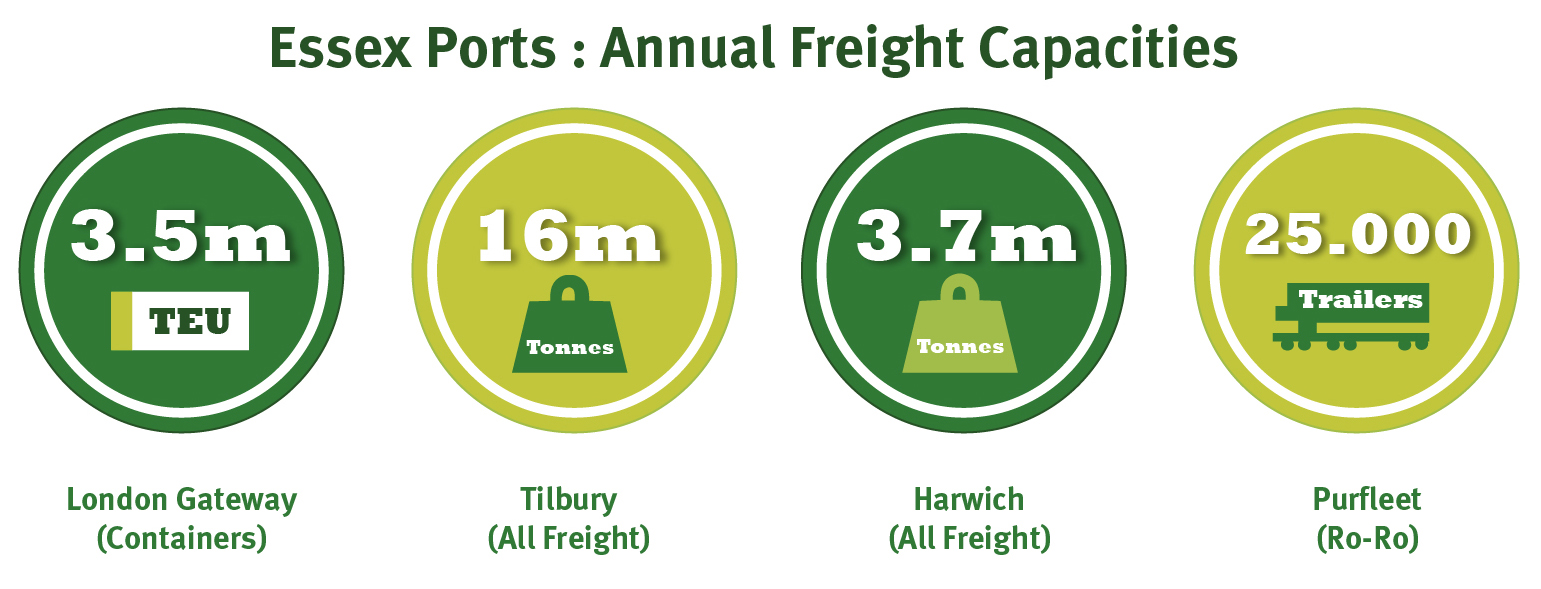 Essex Ports : Annual Freight Capacities
3.5m
TEU
London Gateway
(Containers)
16m
Tonnes
Tilbury
(All Freight)
3.7m
Tonnes
Harwich
(All Freight)
25.000
Trailers
Purfleet
(Ro-Ro)